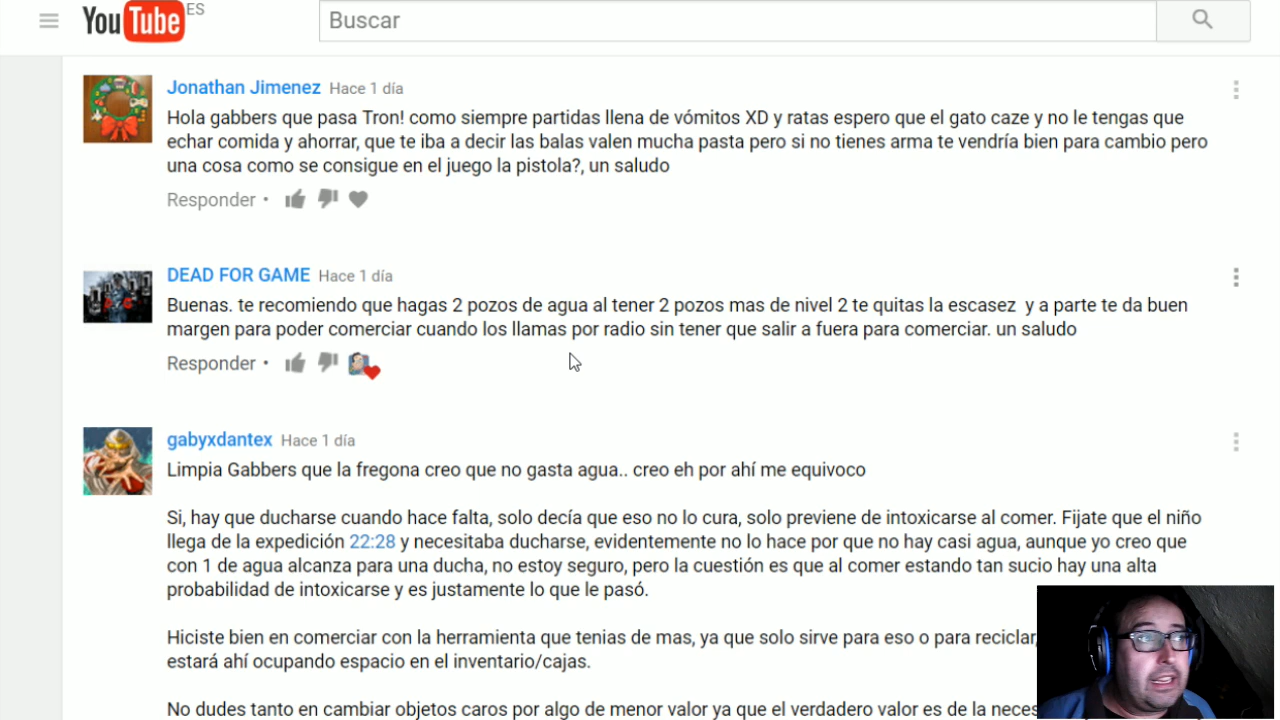 YouTube ES
Buscar
Jonathan Jimenez Hace 1 día
Hola gabbers que pasa Tron! como siempre partidas llena de vómitos XD y ratas espero que el gato caze y no le tengas que
echar comida y ahorrar, que te iba a decir las balas valen mucha pasta pero si no tienes arma te vendría bien para cambio pero
una cosa como se consigue en el juego la pistola?, un saludo
Responder •
DEAD FOR GAME Hace 1 día
Buenas. te recomiendo que hagas 2 pozos de agua al tener 2 pozos mas de nivel 2 te quitas la escasez y a parte te da buen
margen para poder comerciar cuando los llamas por radio sin tener que salir a fuera para comerciar. un saludo
Responder •
gabyxdantex Hace 1 día
Limpia Gabbers que la fregona creo que no gasta agua.. creo eh por ahí me equivoco
Si, hay que ducharse cuando hace falta, solo decía que eso no lo cura, solo previene de intoxicarse al comer. Fijate que el niño
llega de la expedición 22:28 y necesitaba ducharse, evidentemente no lo hace por que no hay casi agua, aunque yo creo que
con 1 de agua alcanza para una ducha, no estoy seguro, pero la cuestión es que al comer estando tan sucio hay una alta
probabilidad de intoxicarse y es justamente lo que le pasó.
Hiciste bien en comerciar con la herramienta que tenias de mas, ya que solo sirve para eso o para reciclar,
estará ahí ocupando espacio en el inventario/cajas.
No dudes tanto en cambiar objetos caros por algo de menor valor ya que el verdadero valor es de la neces